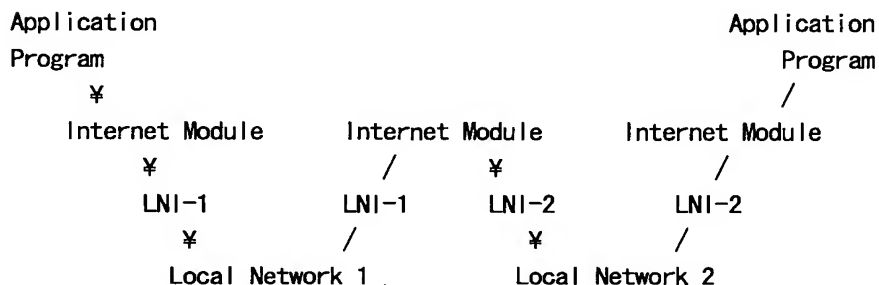 Application Application
Program Program
¥ /
Internet Module Internet Module Internet Module
¥ / ¥ /
LNI-1 LNI-1 LNI-2 LNI-2
¥ / ¥ /
Local Network 1 Local Network 2